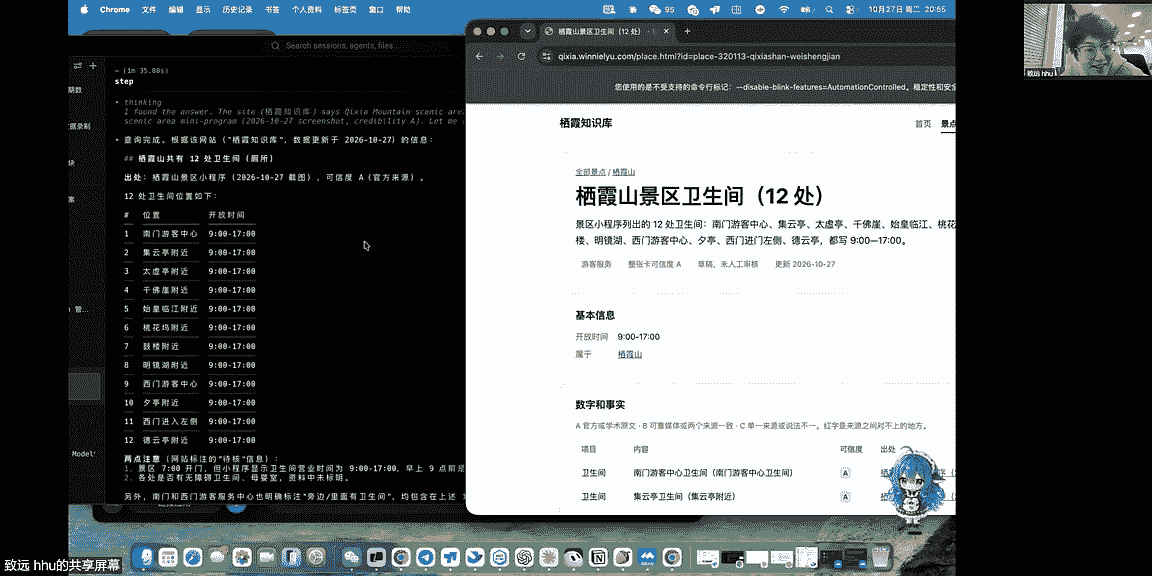 Chrome 文件 编辑 显示 历史记录 书签 个人资料 标签页 窗口 帮助
95
10月27日 周二 20:55
Search sessions, agents, files...
~ (1m 35.00s)
step
thinking
I found the answer. The site (栖霞知识库) says Qixia Mountain scenic are
scenic area mini-program (2026-10-27 screenshot, credibility A). Let me
查询完成。根据该网站（"栖霞知识库"，数据更新于 2026-10-27）的信息：
## 栖霞山共有 12 处卫生间（厕所）
出处：栖霞山景区小程序（2026-10-27 截图），可信度 A（官方来源）。
12 处卫生间位置如下：
# 位置 开放时间
1 南门游客中心 9:00-17:00
2 集云亭附近 9:00-17:00
3 太虚亭附近 9:00-17:00
4 千佛崖附近 9:00-17:00
5 始皇临江附近 9:00-17:00
6 桃花坞附近 9:00-17:00
7 鼓楼附近 9:00-17:00
8 明镜湖附近 9:00-17:00
9 西门游客中心 9:00-17:00
10 夕亭附近 9:00-17:00
11 西门进入左侧 9:00-17:00
12 德云亭附近 9:00-17:00
两点注意（网站标注的"待核"信息）：
1. 景区 7:00 开门，但小程序显示卫生间营业时间为 9:00-17:00，早上 9 点前是
2. 各处是否有无障碍卫生间、母婴室，资料中未标明。
另外，南门和西门游客服务中心也明确标注"旁边/里面有卫生间"，均包含在上述
栖霞山景区卫生间（12 处）
qixia.winnielyu.com/place.html?id=place-320113-qixiashan-weishengjian
您使用的是不受支持的命令行标记：--disable-blink-features=AutomationControlled。稳定性和安全
栖霞知识库
首页 景点
全部景点 / 栖霞山
栖霞山景区卫生间（12 处）
景区小程序列出的 12 处卫生间：南门游客中心、集云亭、太虚亭、千佛崖、始皇临江、桃花
楼、明镜湖、西门游客中心、夕亭、西门进门左侧、德云亭，都写 9:00—17:00。
游客服务 整张卡可信度 A 草稿，未人工审核 更新 2026-10-27
基本信息
开放时间 9:00-17:00
属于 栖霞山
数字和事实
A 官方或学术原文 · B 可靠媒体或两个来源一致 · C 单一来源或说法不一。红字是来源之间对不上的地方。
项目 内容 可信度 出处
卫生间 南门游客中心卫生间（南门游客中心卫生间） A
卫生间 集云亭卫生间（集云亭附近） A
致远 hhu
致远 hhu的共享屏幕